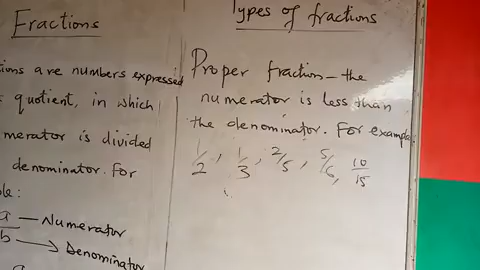 Fractions
ions are numbers expressed
quotient, in which
merator is divided
denominator. For
le:
a — Numerator
b → Denominator
Types of fractions
Proper fraction — the
numerator is less than
the denominator. For example
1/2, 1/3, 2/5, 5/6, 10/15